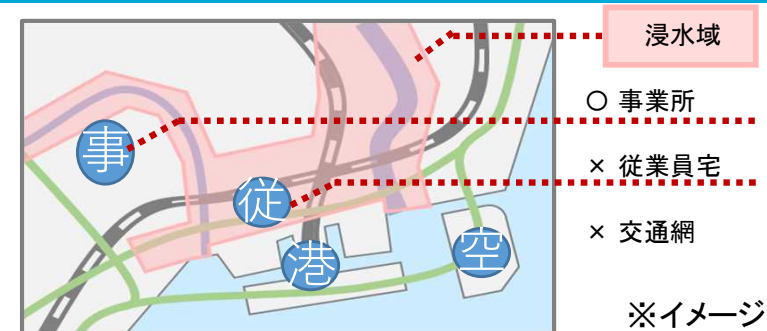 浸水域
○ 事業所
事
× 従業員宅
従
× 交通網
港
空
※イメージ